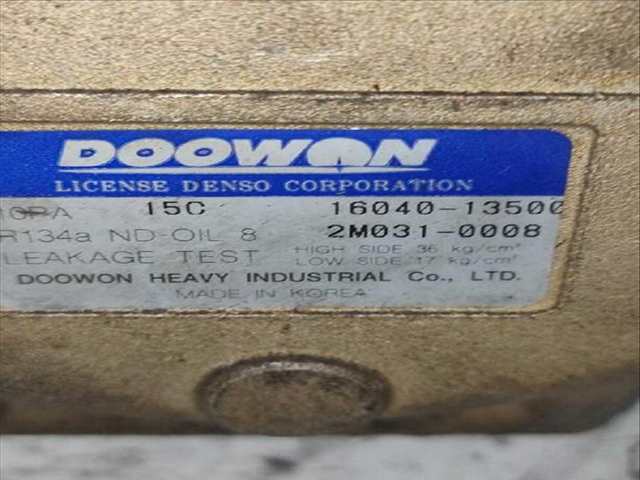 DOOWON
LICENSE DENSO CORPORATION
10PA 15C 16040-13500
R134a ND-OIL 8 2M031-0008
LEAKAGE TEST HIGH SIDE 36 kg/cm²
LOW SIDE 17 kg/cm²
DOOWON HEAVY INDUSTRIAL Co., LTD.
MADE IN KOREA